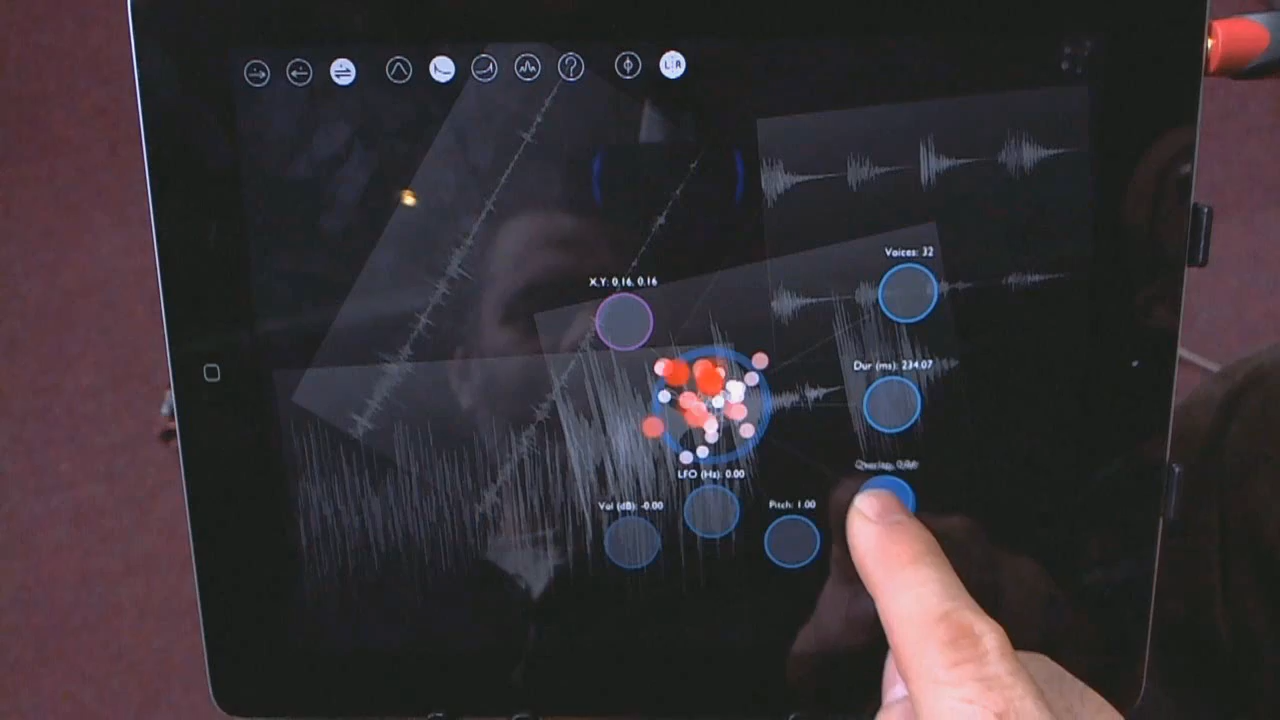 L R
Voices: 32
X,Y: 0.16, 0.16
Dur (ms): 234.07
LFO (Hz): 0.00
Vol (dB): -0.00
Pitch: 1.00